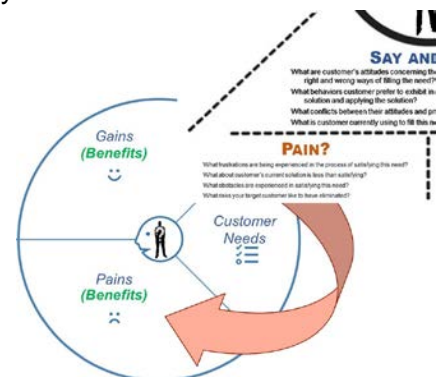 SAY AND
What are customer's attitudes concerning the
right and wrong ways of filling the need?
What behaviors customer prefer to exhibit in
solution and applying the solution?
What conflicts between their attitudes and
What is customer currently using to fill this
PAIN?
What frustrations are being experienced in the process of satisfying this need?
What about customer's current solution is less than satisfying?
What obstacles are experienced in satisfying this need?
What mess your target customer like to have eliminated?
Gains
(Benefits)
Customer
Needs
Pains
(Benefits)